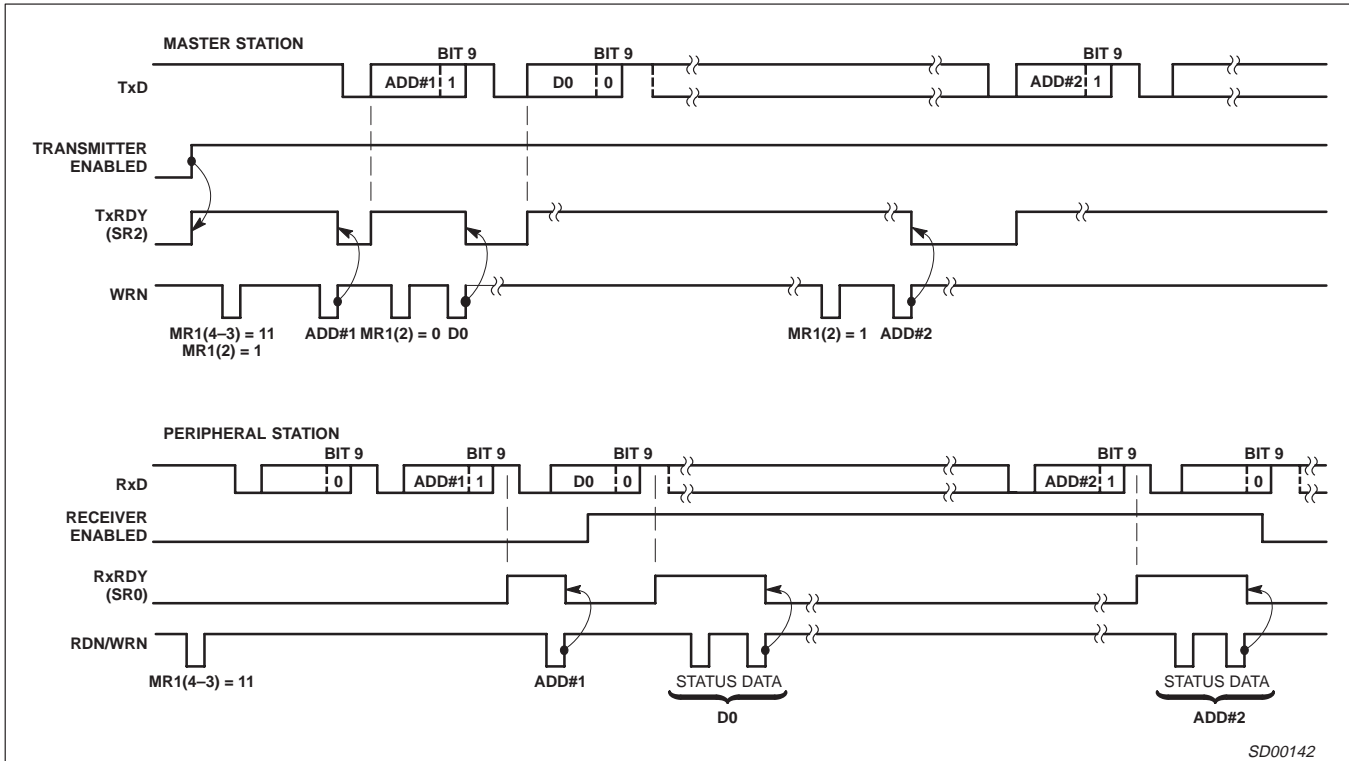 MASTER STATION
BIT 9 BIT 9 BIT 9
TxD ADD#1 1 D0 0 ADD#2 1
TRANSMITTER
ENABLED
TxRDY
(SR2)
WRN
MR1(4–3) = 11 ADD#1 MR1(2) = 0 D0 MR1(2) = 1 ADD#2
MR1(2) = 1
PERIPHERAL STATION
BIT 9 BIT 9 BIT 9 BIT 9 BIT 9
RxD 0 ADD#1 1 D0 0 ADD#2 1 0
RECEIVER
ENABLED
RxRDY
(SR0)
RDN/WRN
MR1(4–3) = 11 ADD#1 STATUS DATA STATUS DATA
D0 ADD#2
SD00142